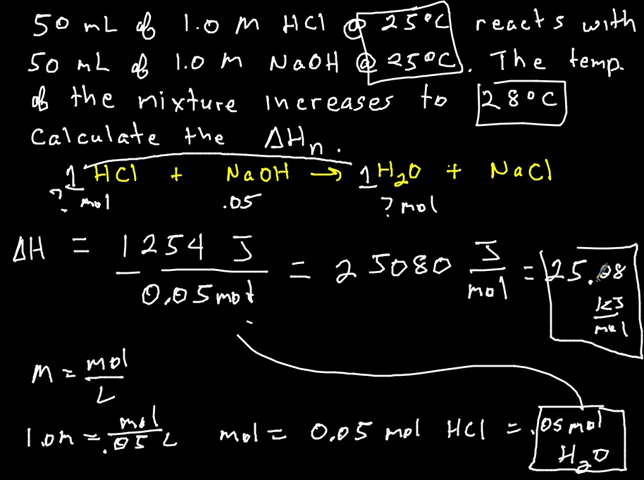 50 mL of 1.0 M HCl @ 25°C reacts with
50 mL of 1.0 M NaOH @ 25°C. The temp.
of the mixture increases to 28°C
Calculate the ΔHn.
1 HCl + NaOH → 1 H2O + NaCl
? mol .05 ? mol
ΔH = 1254 J / 0.05 mol = 25080 J/mol = 25.08 kJ/mol
M = mol/L
1.0M = mol/.05 L mol = 0.05 mol HCl = .05 mol H2O